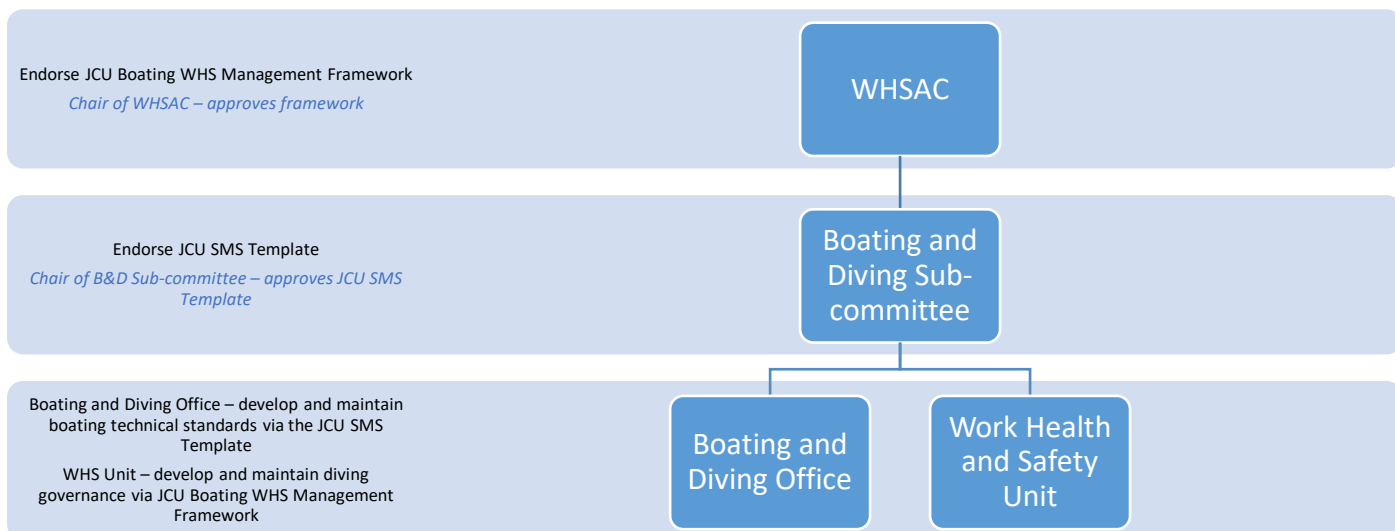 Endorse JCU Boating WHS Management Framework
Chair of WHSAC – approves framework
WHSAC
Endorse JCU SMS Template
Chair of B&D Sub-committee – approves JCU SMS
Template
Boating and
Diving Sub-
committee
Boating and Diving Office – develop and maintain
boating technical standards via the JCU SMS
Template
WHS Unit – develop and maintain diving
governance via JCU Boating WHS Management
Framework
Boating and
Diving Office
Work Health
and Safety
Unit